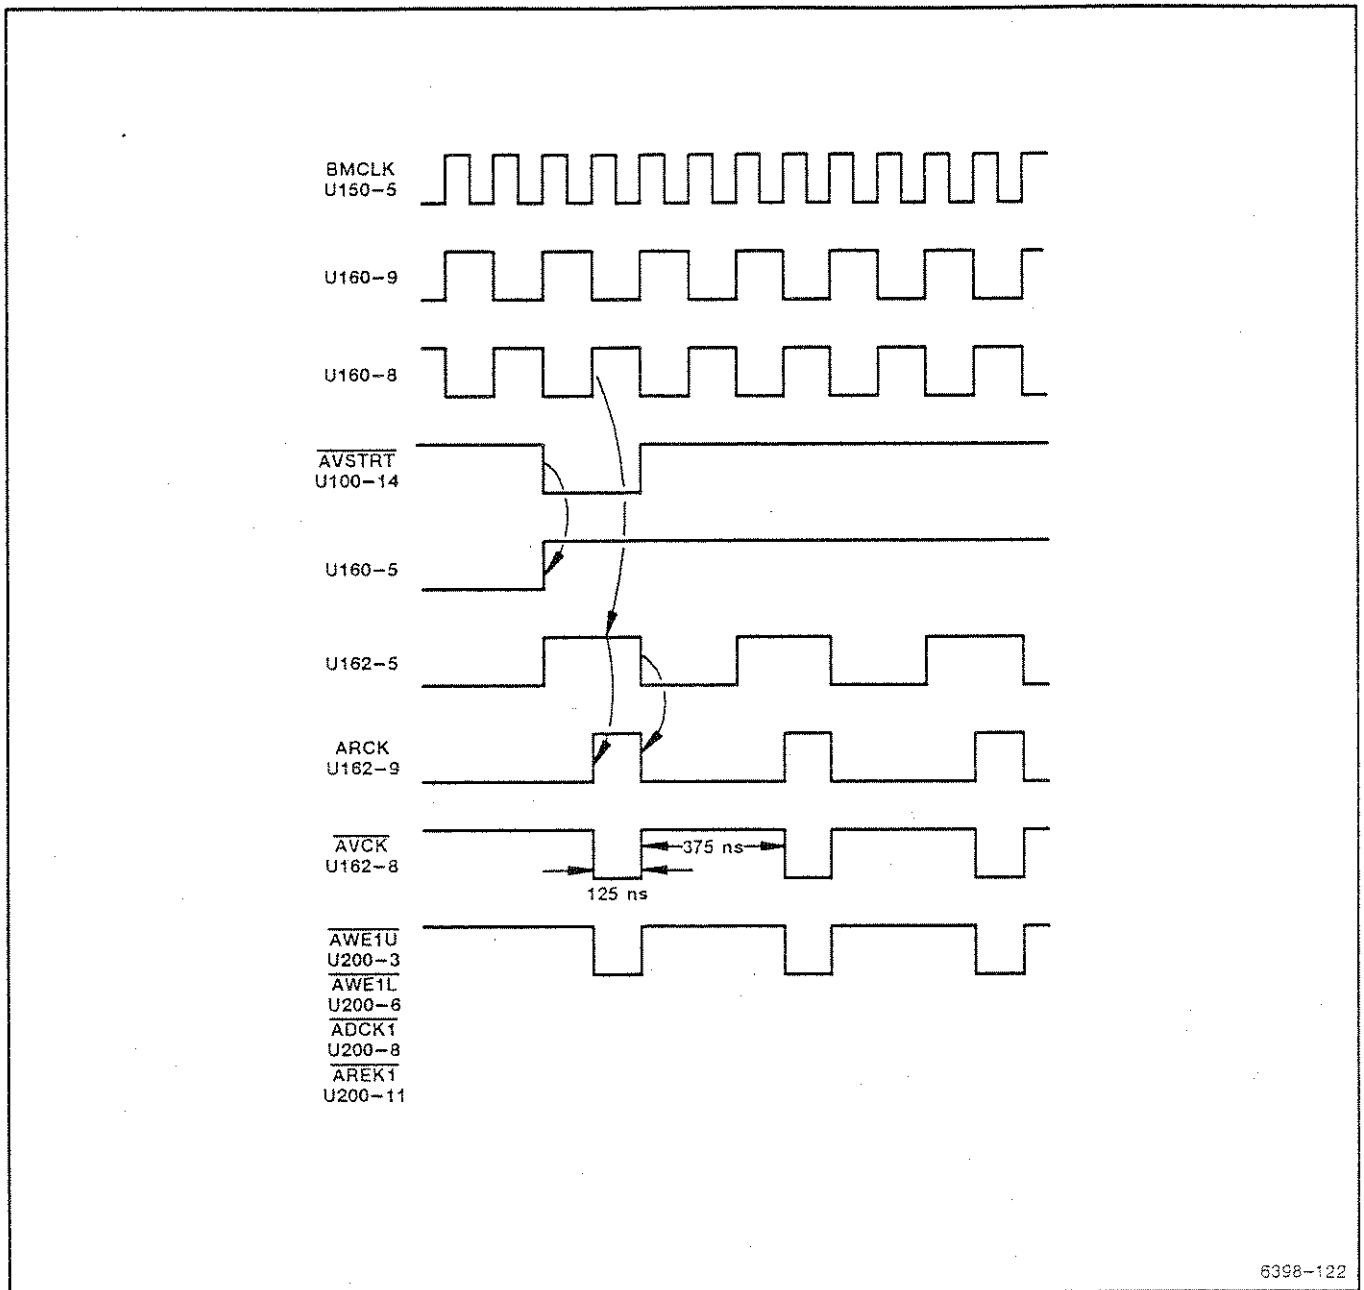 BMCLK
U150-5
U160-9
U160-8
AVSTRT
U100-14
U160-5
U162-5
ARCK
U162-9
AVCK
U162-8
375 ns
125 ns
AWE1U
U200-3
AWE1L
U200-6
ADCK1
U200-8
AREK1
U200-11
6398-122